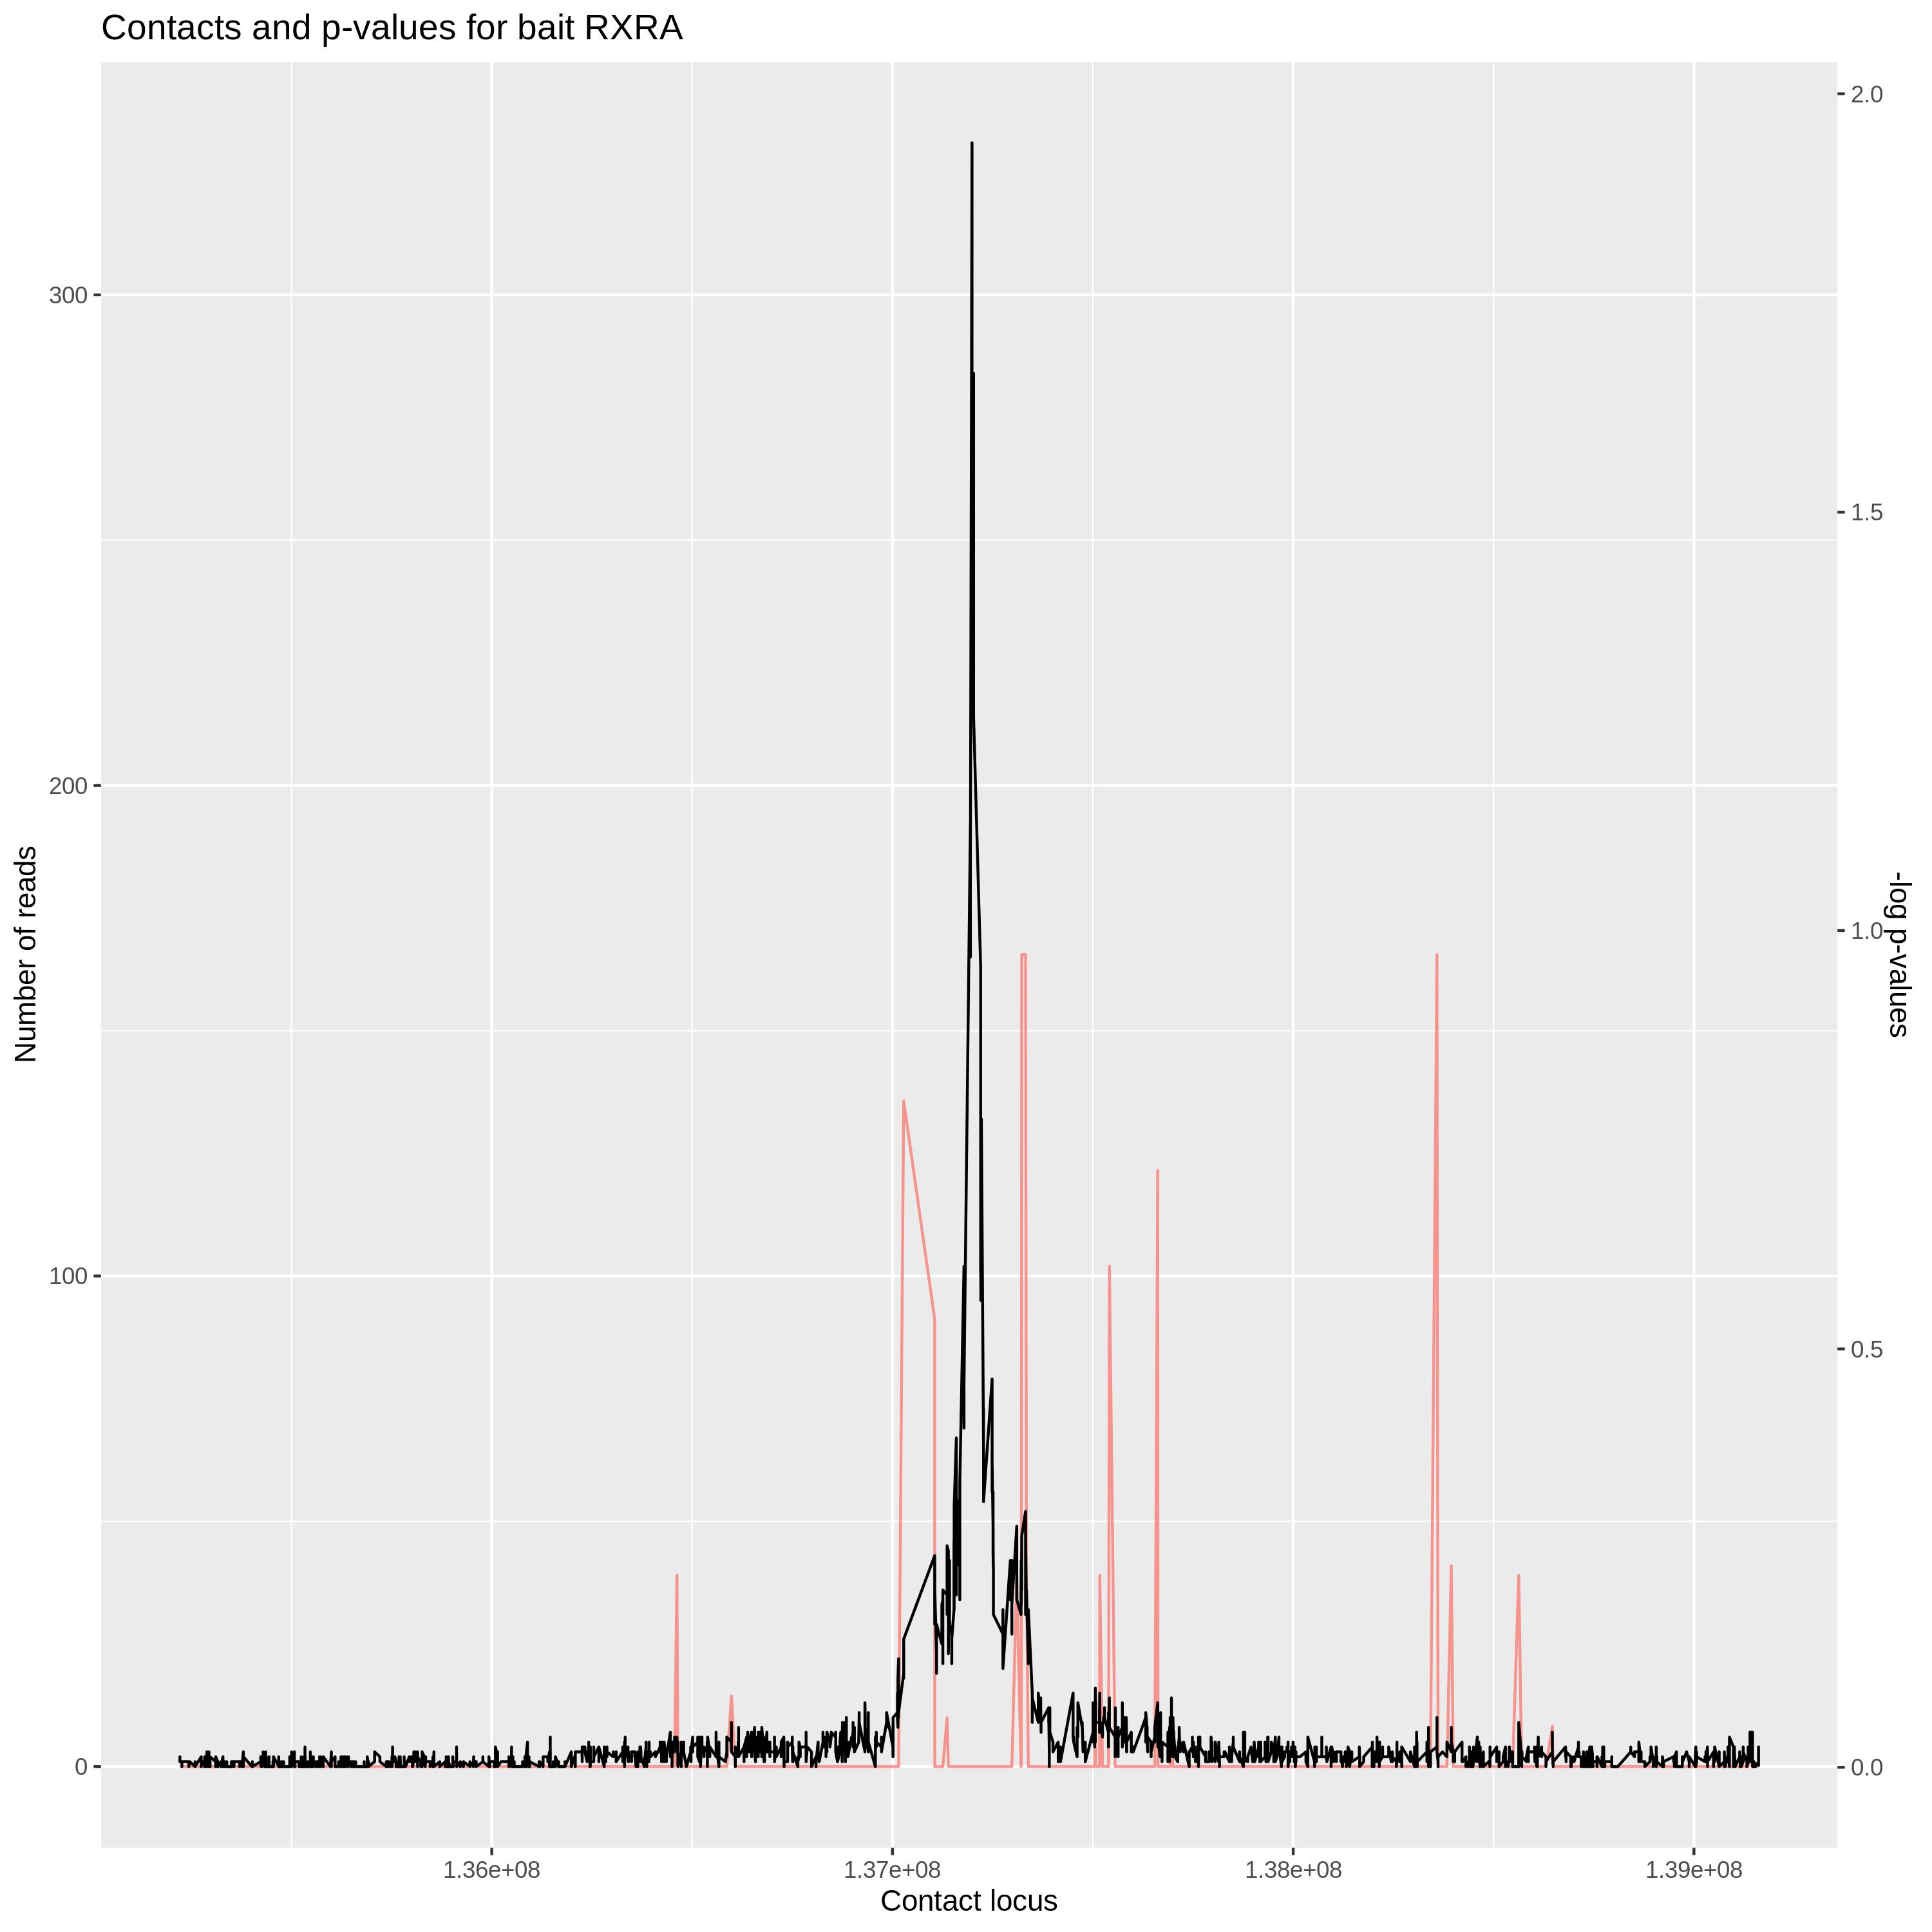 Contacts and p-values for bait RXRA
Number of reads
300
200
100
0
2.0
1.5
1.0
0.5
0.0
-log p-values
1.36e+08
1.37e+08
1.38e+08
1.39e+08
Contact locus